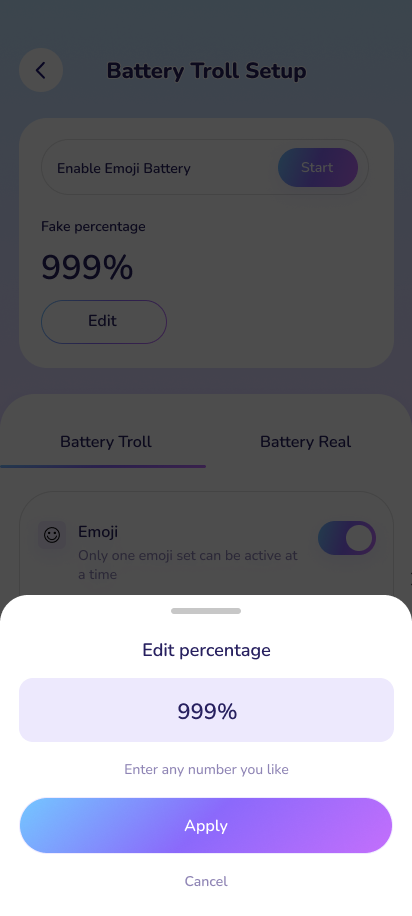 Battery Troll Setup
Enable Emoji Battery
Start
Fake percentage
999%
Edit
Battery Troll
Battery Real
Emoji
Only one emoji set can be active at
a time
Edit percentage
999%
Enter any number you like
Apply
Cancel